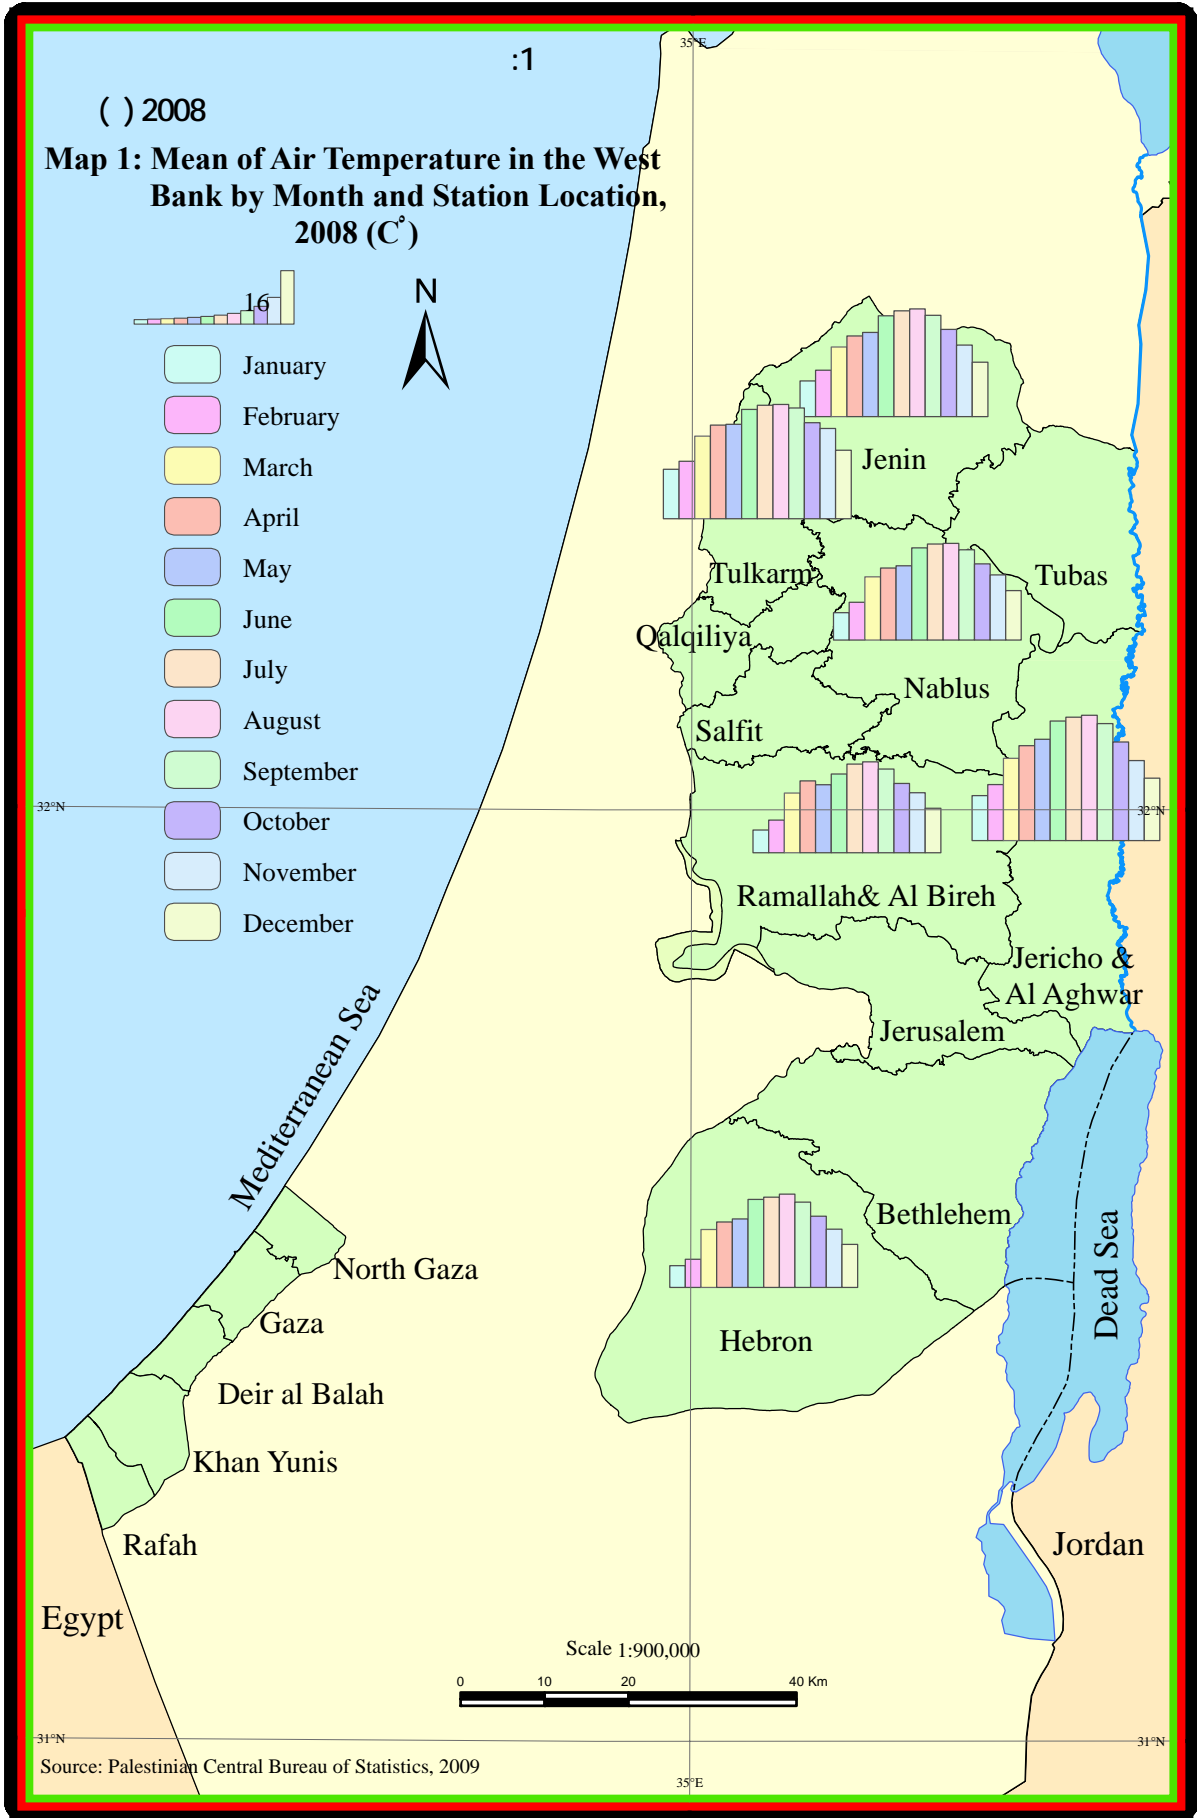 35°E
:1
( ) 2008
Map 1: Mean of Air Temperature in the West
Bank by Month and Station Location,
2008 (C°)
16
N
January
February
March
April
May
June
July
August
September
October
November
December
Jenin
Tulkarm
Tubas
Qalqiliya
Nablus
Salfit
32°N
32°N
Ramallah& Al Bireh
Jericho &
Al Aghwar
Jerusalem
Mediterranean Sea
Bethlehem
Dead Sea
North Gaza
Gaza
Hebron
Deir al Balah
Khan Yunis
Rafah
Jordan
Egypt
Scale 1:900,000
0 10 20 40 Km
31°N
31°N
Source: Palestinian Central Bureau of Statistics, 2009
35°E